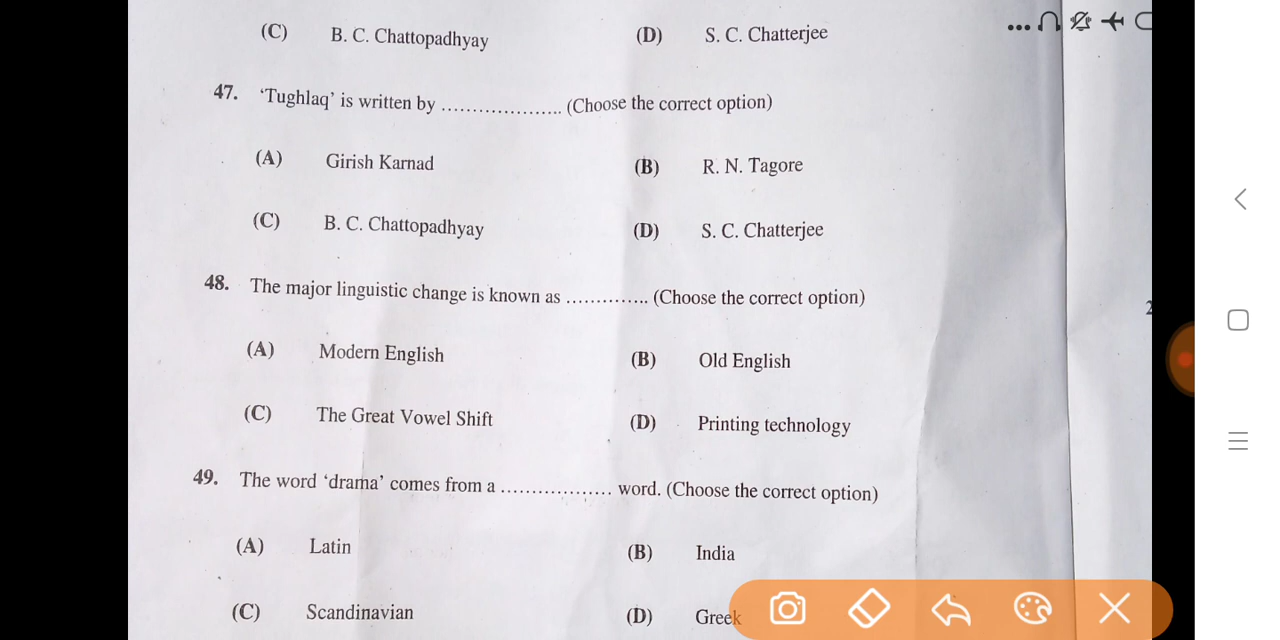 (C) B. C. Chattopadhyay (D) S. C. Chatterjee
47. ‘Tughlaq’ is written by ................... (Choose the correct option)
(A) Girish Karnad (B) R. N. Tagore
(C) B. C. Chattopadhyay (D) S. C. Chatterjee
48. The major linguistic change is known as ............. (Choose the correct option)
(A) Modern English (B) Old English
(C) The Great Vowel Shift (D) Printing technology
49. The word ‘drama’ comes from a .................. word. (Choose the correct option)
(A) Latin (B) India
(C) Scandinavian (D) Greek